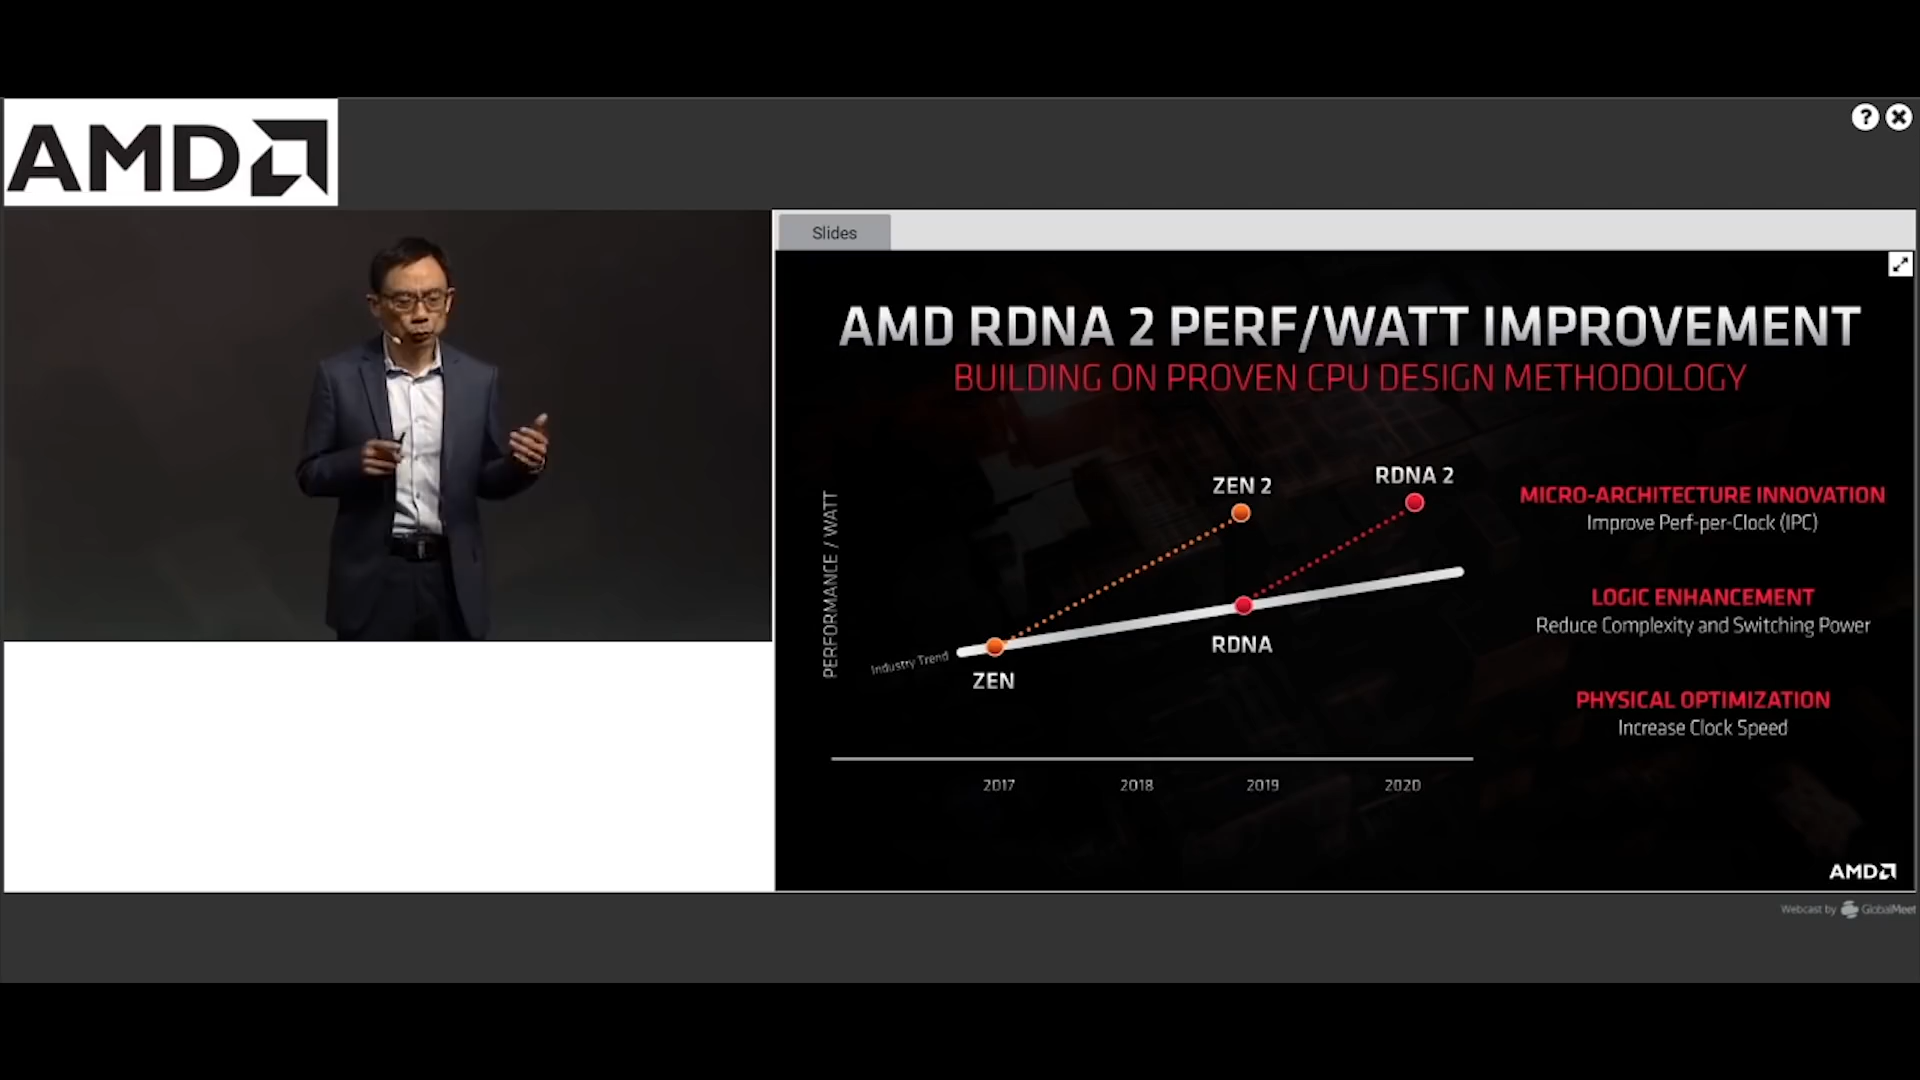 AMD
?
Slides
AMD RDNA 2 PERF/WATT IMPROVEMENT
BUILDING ON PROVEN CPU DESIGN METHODOLOGY
PERFORMANCE / WATT
ZEN 2
RDNA 2
Industry Trend
ZEN
RDNA
2017
2018
2019
2020
MICRO-ARCHITECTURE INNOVATION
Improve Perf-per-Clock (IPC)
LOGIC ENHANCEMENT
Reduce Complexity and Switching Power
PHYSICAL OPTIMIZATION
Increase Clock Speed
AMD
Webcast by GlobalMeet